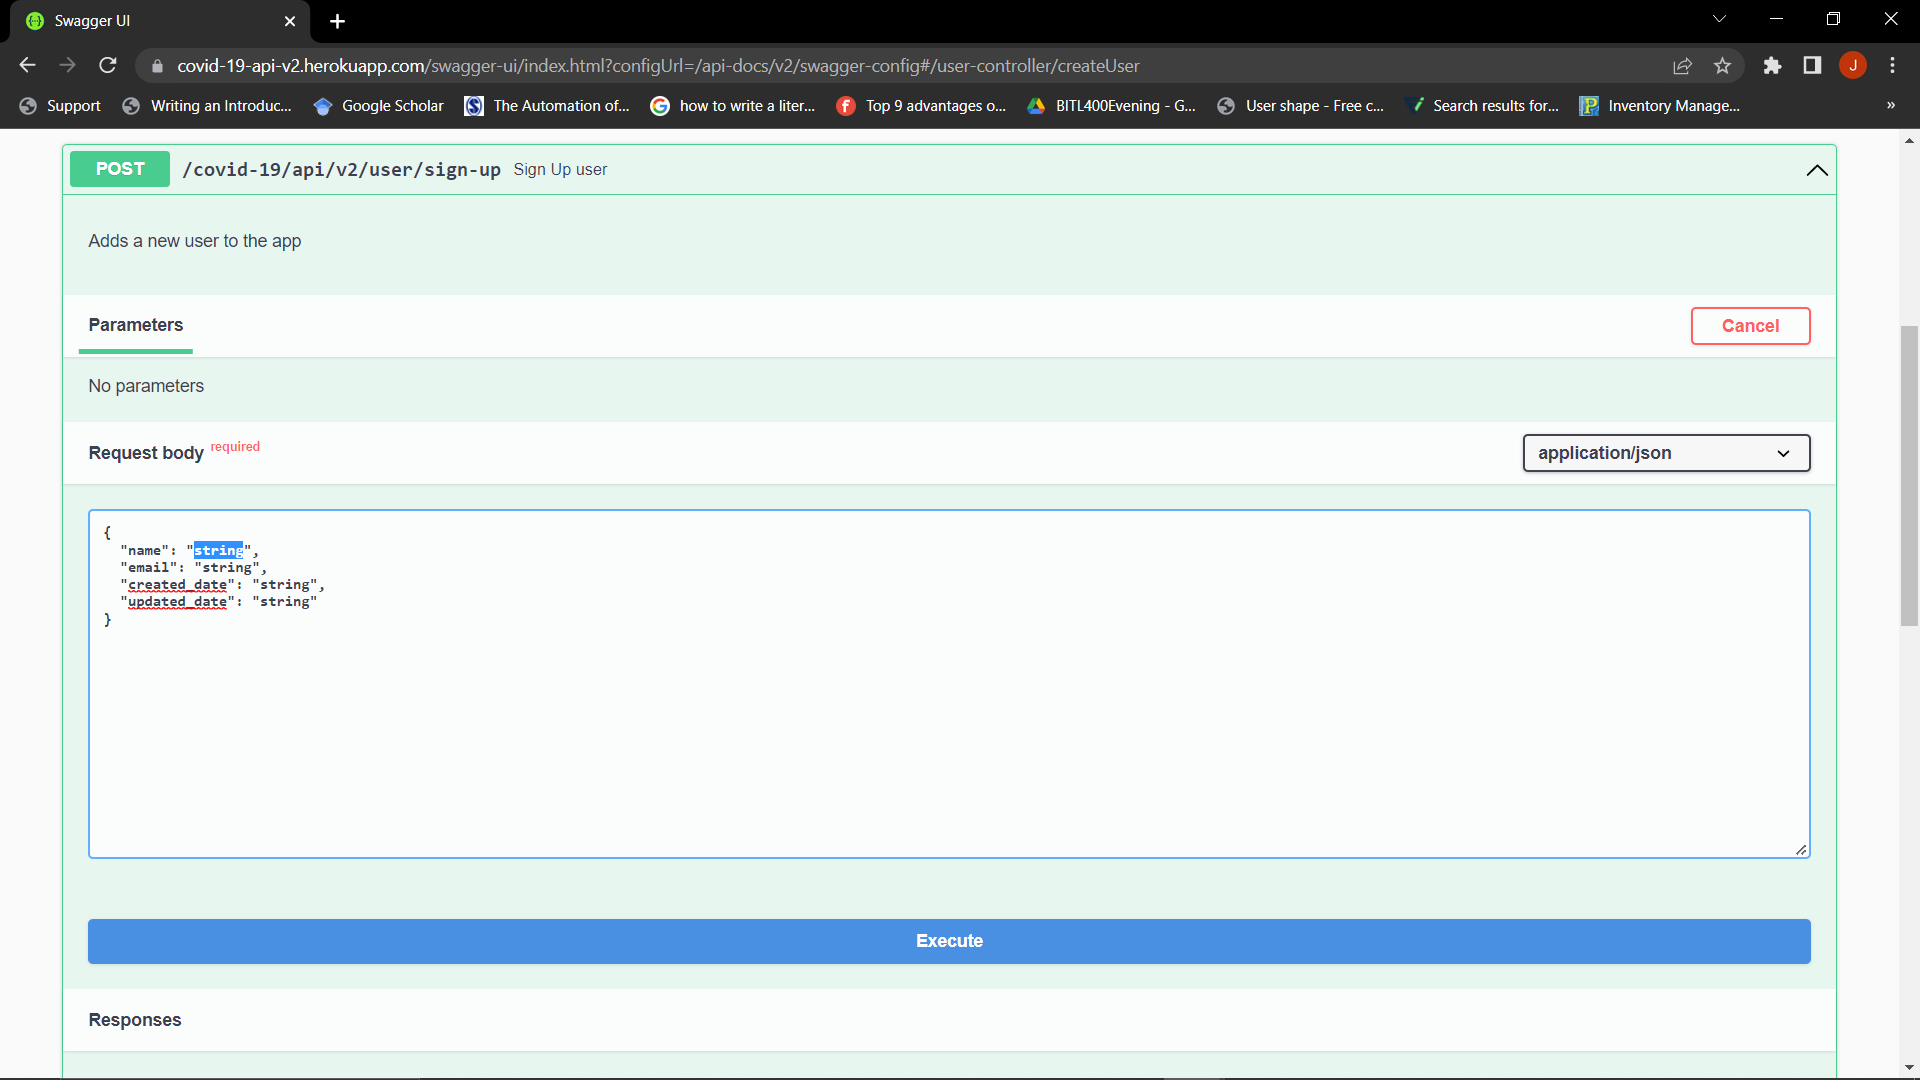 Swagger UI
covid-19-api-v2.herokuapp.com/swagger-ui/index.html?configUrl=/api-docs/v2/swagger-config#/user-controller/createUser
J
Support Writing an Introduc... Google Scholar The Automation of... how to write a liter... Top 9 advantages o... BITL400Evening - G... User shape - Free c... Search results for... Inventory Manage... »
POST /covid-19/api/v2/user/sign-up Sign Up user
Adds a new user to the app
Parameters Cancel
No parameters
Request body required application/json
{
"name": "string",
"email": "string",
"created_date": "string",
"updated_date": "string"
}
Execute
Responses